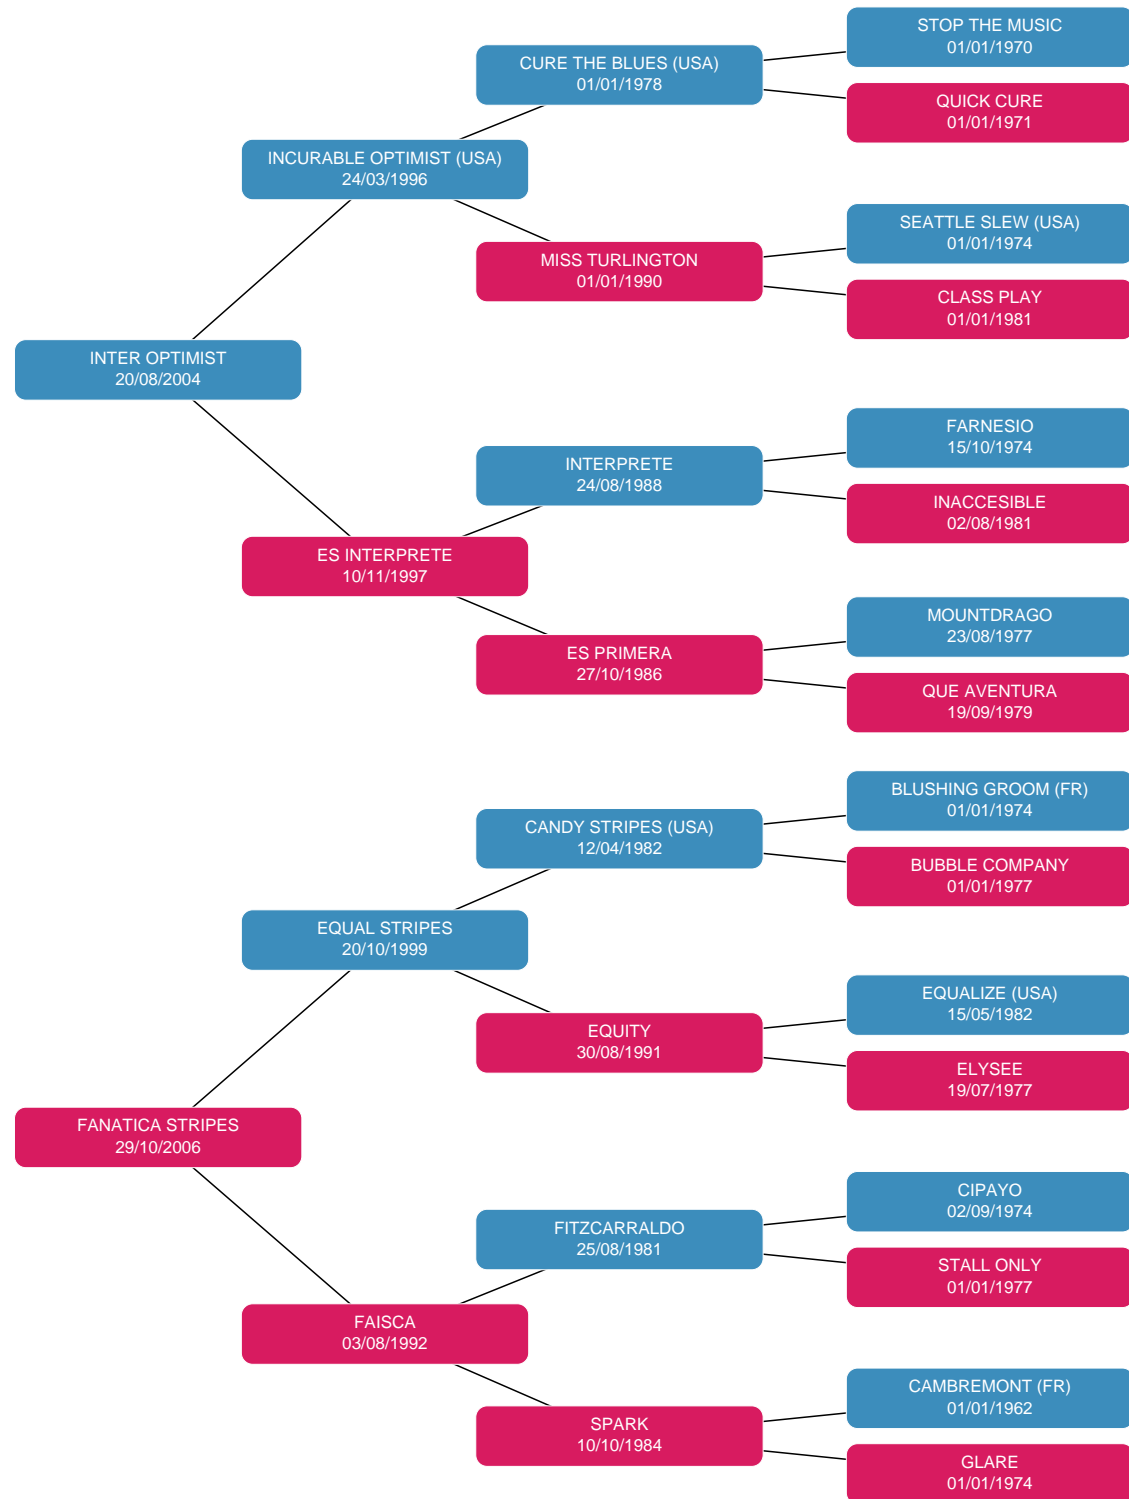 STOP THE MUSIC
01/01/1970
CURE THE BLUES (USA)
01/01/1978
QUICK CURE
01/01/1971
INCURABLE OPTIMIST (USA)
24/03/1996
SEATTLE SLEW (USA)
01/01/1974
MISS TURLINGTON
01/01/1990
CLASS PLAY
01/01/1981
INTER OPTIMIST
20/08/2004
FARNESIO
15/10/1974
INTERPRETE
24/08/1988
INACCESIBLE
02/08/1981
ES INTERPRETE
10/11/1997
MOUNTDRAGO
23/08/1977
ES PRIMERA
27/10/1986
QUE AVENTURA
19/09/1979
BLUSHING GROOM (FR)
01/01/1974
CANDY STRIPES (USA)
12/04/1982
BUBBLE COMPANY
01/01/1977
EQUAL STRIPES
20/10/1999
EQUALIZE (USA)
15/05/1982
EQUITY
30/08/1991
ELYSEE
19/07/1977
FANATICA STRIPES
29/10/2006
CIPAYO
02/09/1974
FITZCARRALDO
25/08/1981
STALL ONLY
01/01/1977
FAISCA
03/08/1992
CAMBREMONT (FR)
01/01/1962
SPARK
10/10/1984
GLARE
01/01/1974